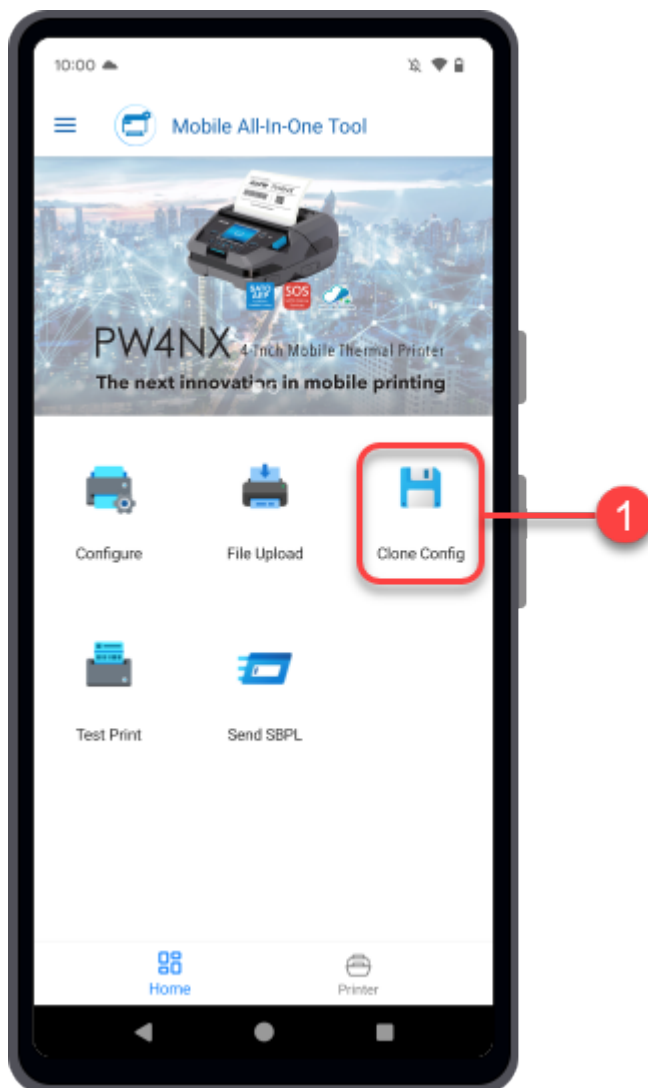 10:00
Mobile All-In-One Tool
SOS
PW4NX 4-Inch Mobile Thermal Printer
The next innovation in mobile printing
Configure
File Upload
Clone Config
1
Test Print
Send SBPL
Home
Printer